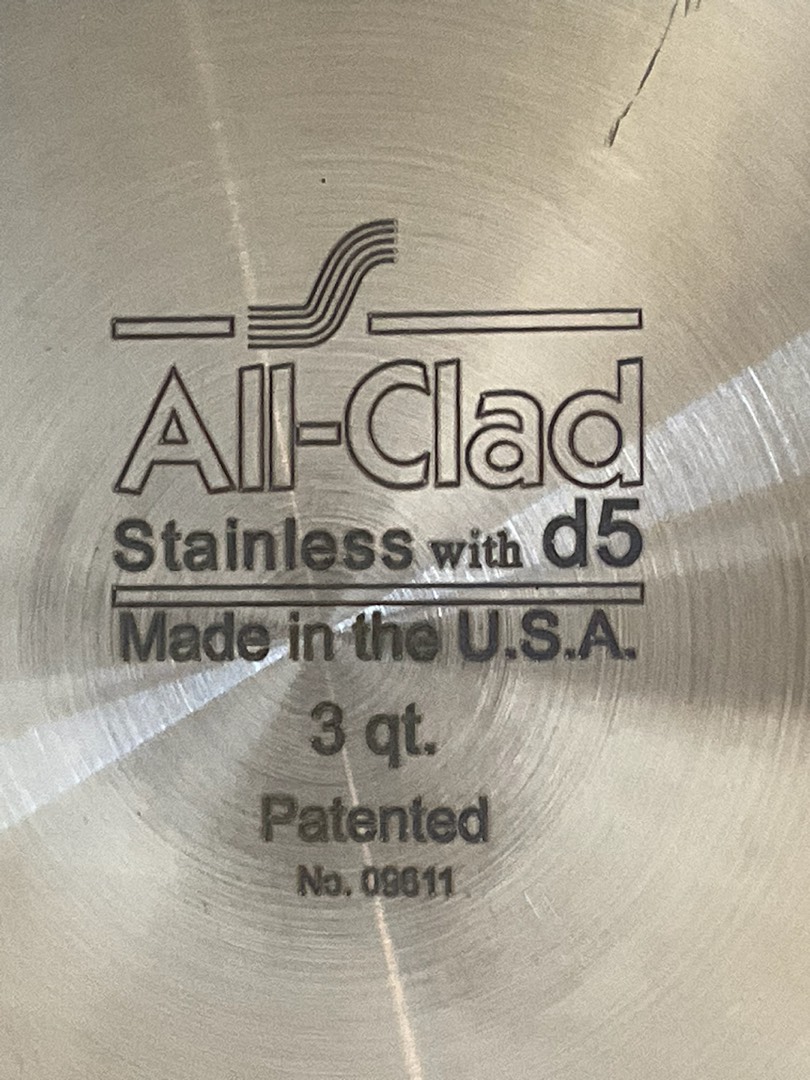 All-Clad
Stainless with d5
Made in the U.S.A.
3 qt.
Patented
No. 09611